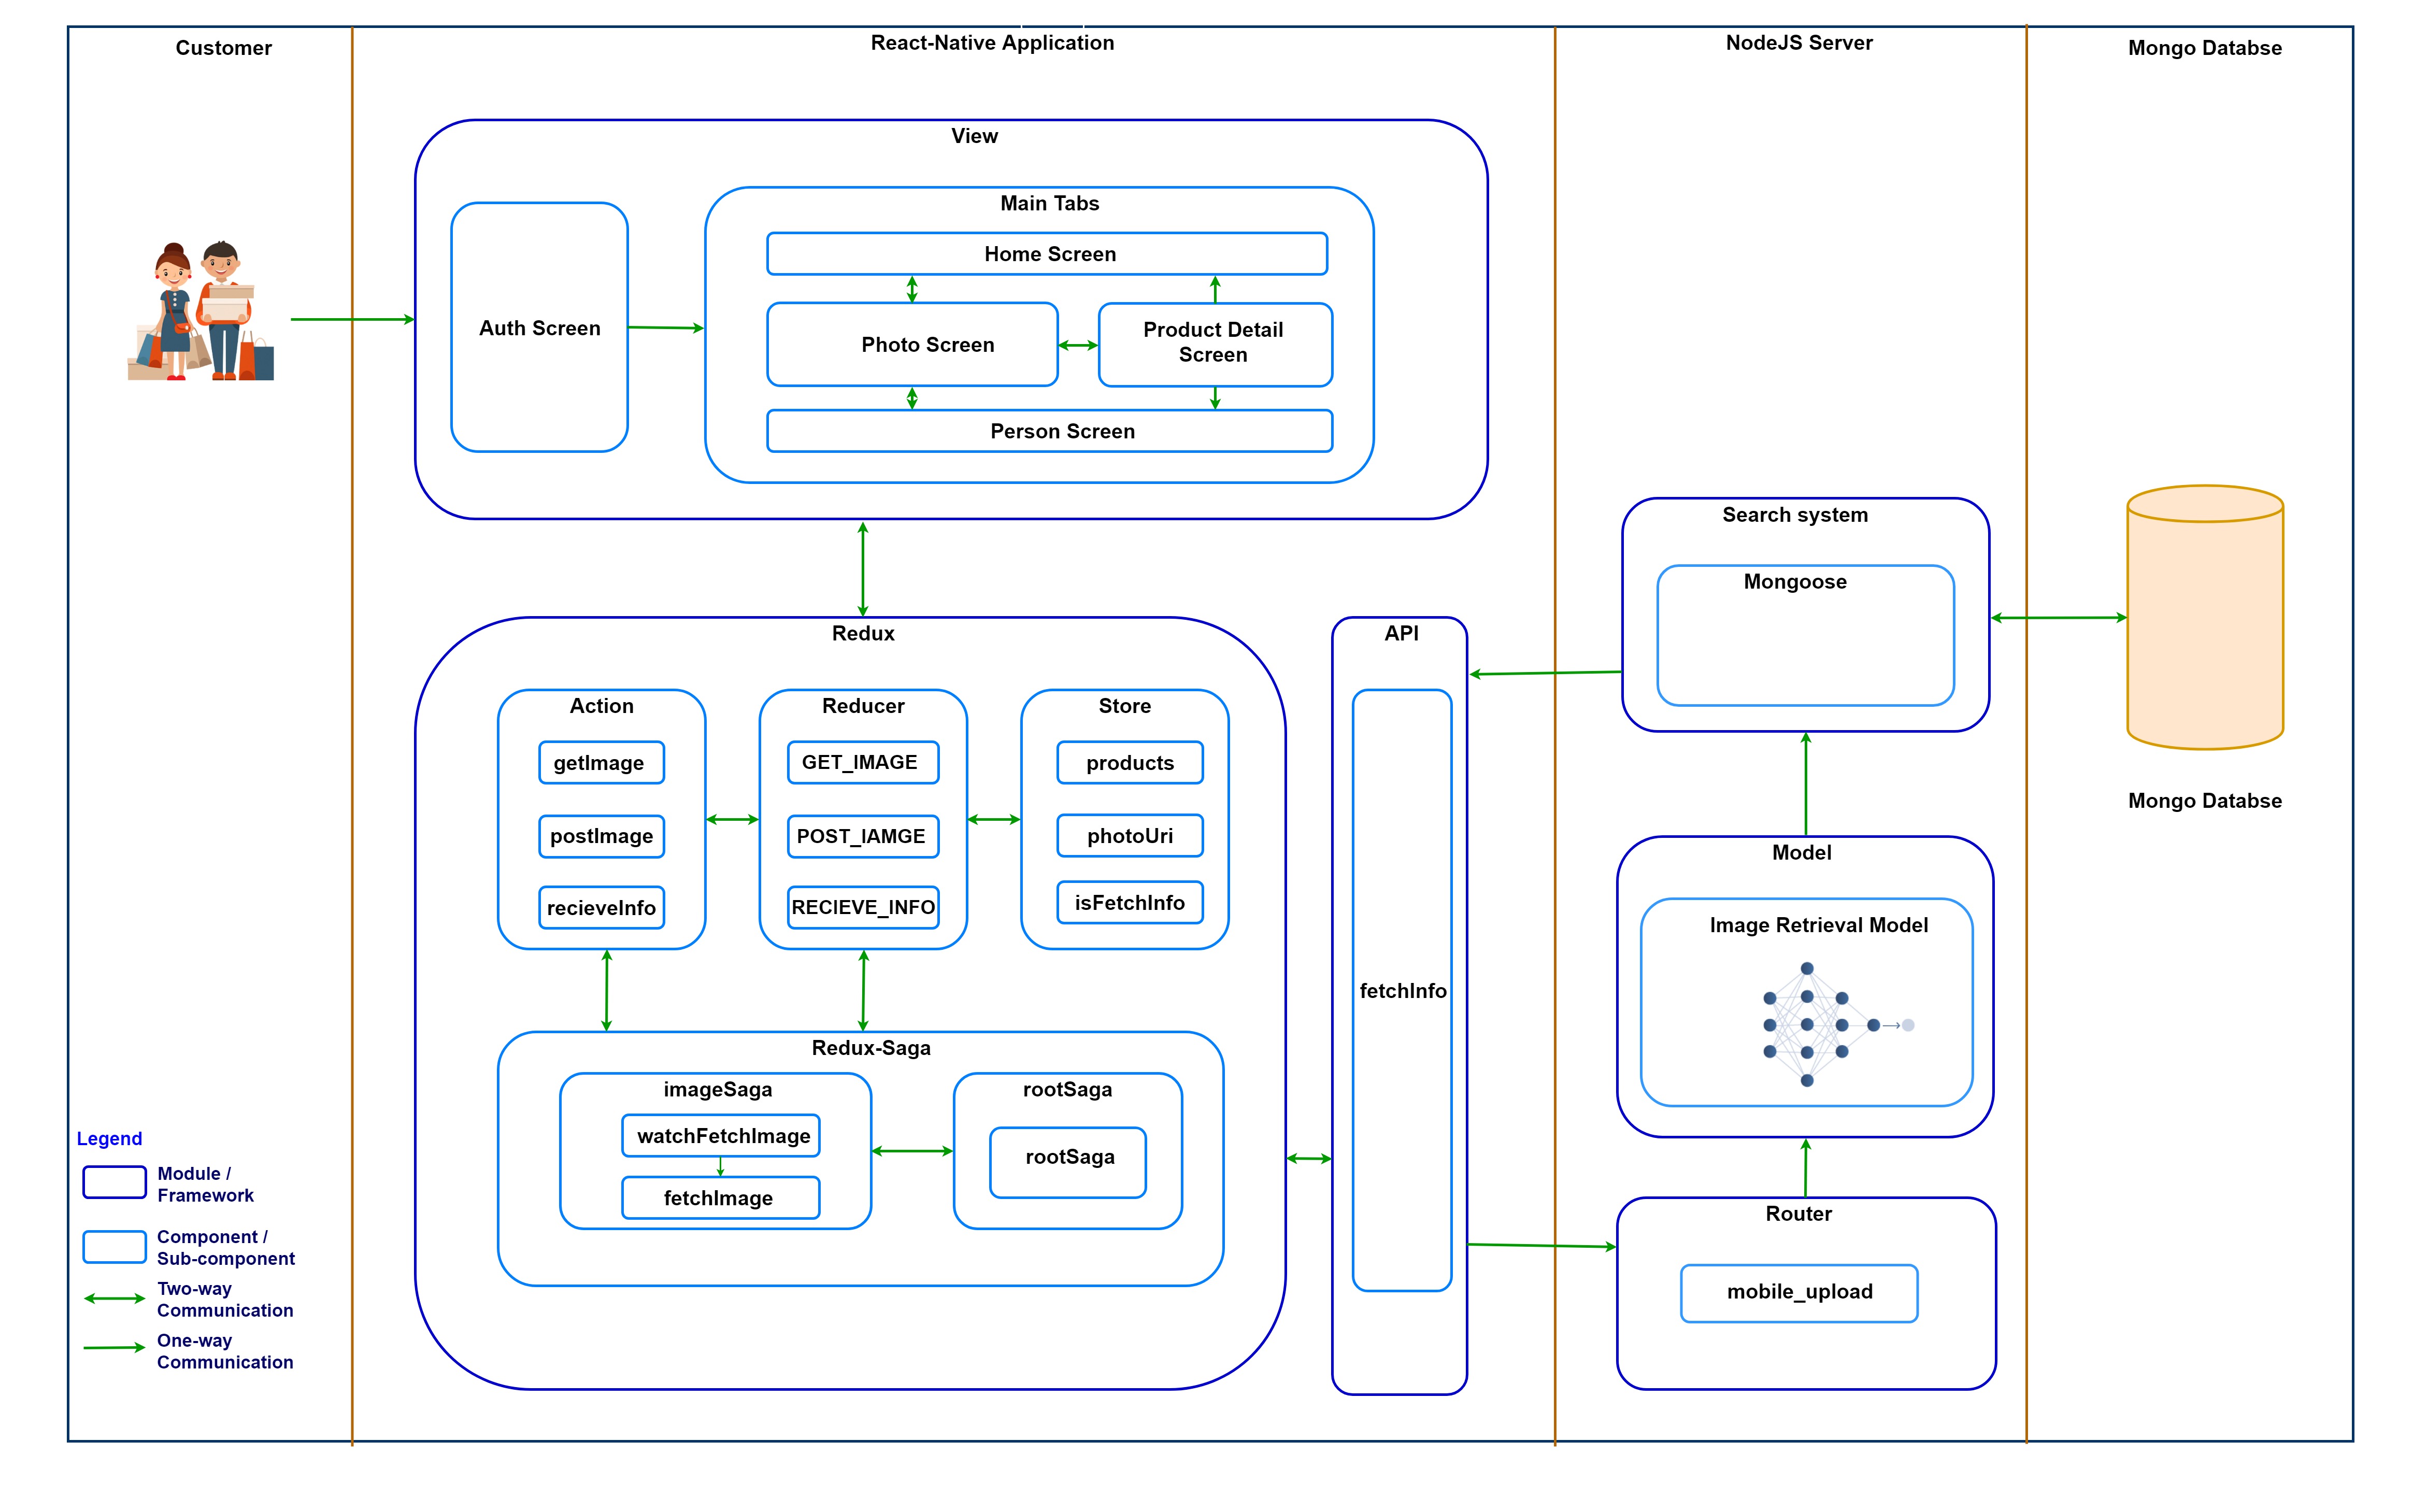 Customer
React-Native Application
NodeJS Server
Mongo Databse
View
Auth Screen
Main Tabs
Home Screen
Photo Screen
Product Detail
Screen
Person Screen
Redux
Action
getImage
postImage
recieveInfo
Reducer
GET_IMAGE
POST_IAMGE
RECIEVE_INFO
Store
products
photoUri
isFetchInfo
Redux-Saga
imageSaga
watchFetchImage
fetchImage
rootSaga
rootSaga
API
fetchInfo
Search system
Mongoose
Model
Image Retrieval Model
Router
mobile_upload
Mongo Databse
Legend
Module /
Framework
Component /
Sub-component
Two-way
Communication
One-way
Communication